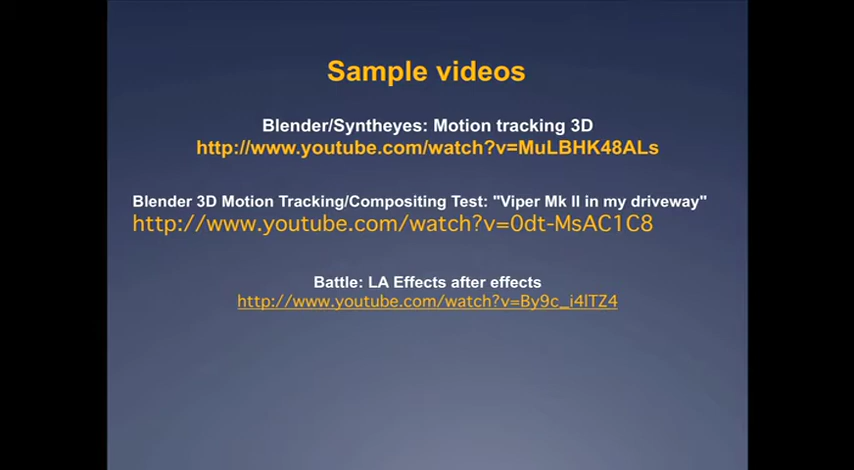 Sample videos
Blender/Syntheyes: Motion tracking 3D
http://www.youtube.com/watch?v=MuLBHK48ALs
Blender 3D Motion Tracking/Compositing Test: "Viper Mk II in my driveway"
http://www.youtube.com/watch?v=0dt-MsAC1C8
Battle: LA Effects after effects
http://www.youtube.com/watch?v=By9c_i4lTZ4